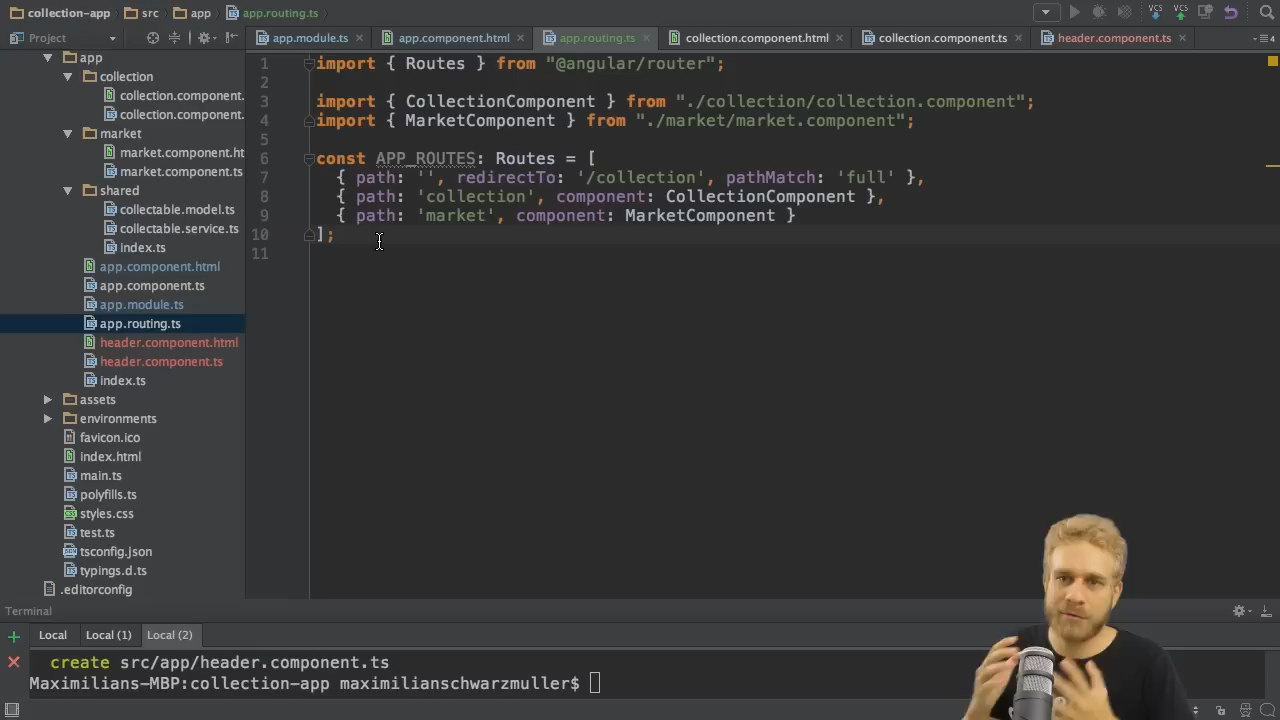 collection-app src app app.routing.ts
Project
app.module.ts app.component.html app.routing.ts collection.component.html collection.component.ts header.component.ts
app
collection
collection.component.
collection.component.
market
market.component.ht
market.component.ts
shared
collectable.model.ts
collectable.service.ts
index.ts
app.component.html
app.component.ts
app.module.ts
app.routing.ts
header.component.html
header.component.ts
index.ts
assets
environments
favicon.ico
index.html
main.ts
polyfills.ts
styles.css
test.ts
tsconfig.json
typings.d.ts
.editorconfig
1 import { Routes } from "@angular/router";
2
3 import { CollectionComponent } from "./collection/collection.component";
4 import { MarketComponent } from "./market/market.component";
5
6 const APP_ROUTES: Routes = [
7 { path: '', redirectTo: '/collection', pathMatch: 'full' },
8 { path: 'collection', component: CollectionComponent },
9 { path: 'market', component: MarketComponent }
10 ];
11
VCS VCS
4
Terminal
Local Local (1) Local (2)
create src/app/header.component.ts
Maximilians-MBP:collection-app maximilianschwarzmuller$